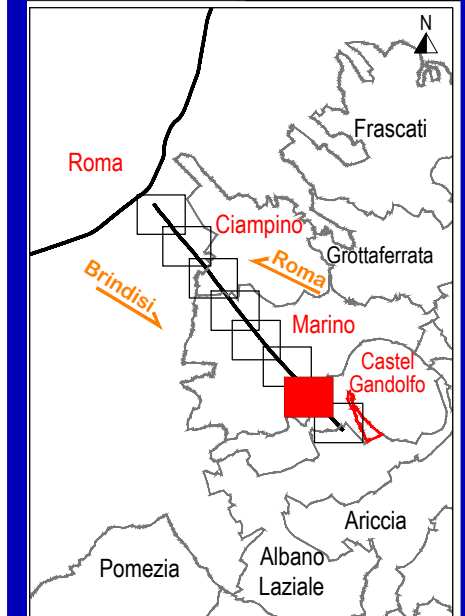 N
Frascati
Roma
Ciampino
Grottaferrata
Roma
Brindisi
Marino
Castel
Gandolfo
Ariccia
Albano
Laziale
Pomezia